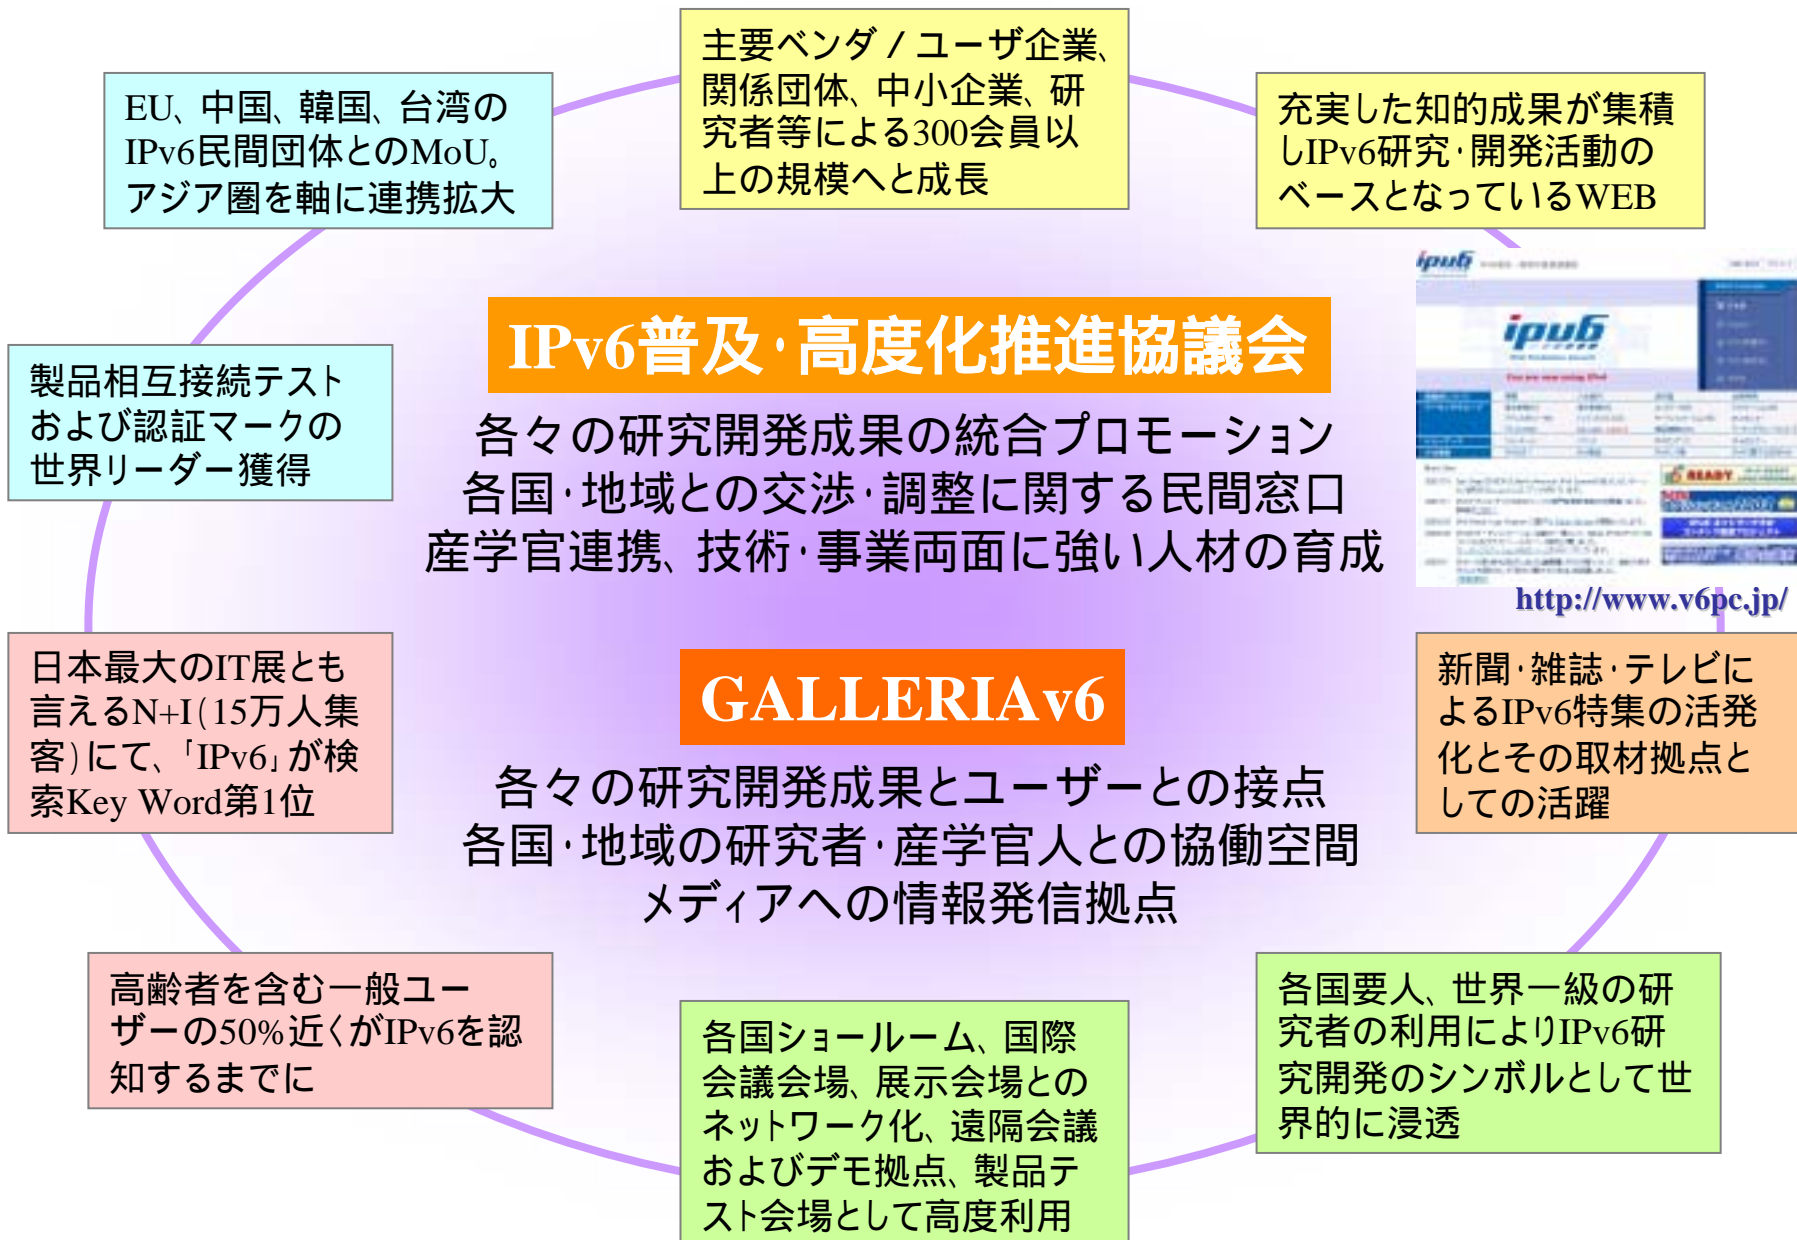 主要ベンダ / ユーザ企業、
関係団体、中小企業、研
究者等による300会員以
上の規模へと成長
EU、中国、韓国、台湾の
IPv6民間団体とのMoU。
アジア圏を軸に連携拡大
充実した知的成果が集積
しIPv6研究・開発活動の
ベースとなっているWEB
IPv6普及・高度化推進協議会
各々の研究開発成果の統合プロモーション
各国・地域との交渉・調整に関する民間窓口
産学官連携、技術・事業両面に強い人材の育成
製品相互接続テスト
および認証マークの
世界リーダー獲得
ipv6
ipv6
You are now using IPv4
READY
http://www.v6pc.jp/
日本最大のIT展とも
言えるN+I(15万人集
客)にて、「IPv6」が検
索Key Word第1位
GALLERIAv6
各々の研究開発成果とユーザーとの接点
各国・地域の研究者・産学官人との協働空間
メディアへの情報発信拠点
新聞・雑誌・テレビに
よるIPv6特集の活発
化とその取材拠点と
しての活躍
高齢者を含む一般ユー
ザーの50%近くがIPv6を認
知するまでに
各国ショールーム、国際
会議会場、展示会場との
ネットワーク化、遠隔会議
およびデモ拠点、製品テ
スト会場として高度利用
各国要人、世界一級の研
究者の利用によりIPv6研
究開発のシンボルとして世
界的に浸透